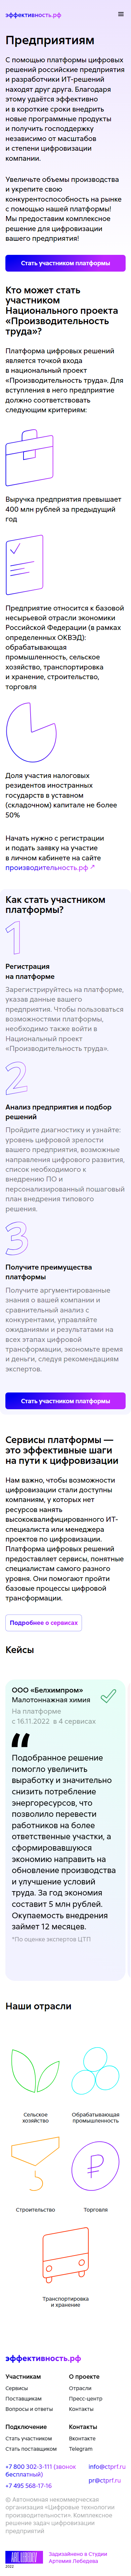 эффективность.рф
Предприятиям
С помощью платформы цифровых
решений российские предприятия
и разработчики ИТ-решений
находят друг друга. Благодаря
этому удаётся эффективно
и в короткие сроки внедрить
новые программные продукты
и получить господдержку
независимо от масштабов
и степени цифровизации
компании.
Увеличьте объемы производства
и укрепите свою
конкурентоспособность на рынке
с помощью нашей платформы!
Мы предоставим комплексное
решение для цифровизации
вашего предприятия!
Стать участником платформы
Кто может стать
участником
Национального проекта
«Производительность
труда»?
Платформа цифровых решений
является точкой входа
в национальный проект
«Производительность труда». Для
вступления в него предприятие
должно соответствовать
следующим критериям:
Выручка предприятия превышает
400 млн рублей за предыдущий
год
Предприятие относится к базовой
несырьевой отрасли экономики
Российской Федерации (в рамках
определенных ОКВЭД):
обрабатывающая
промышленность, сельское
хозяйство, транспортировка
и хранение, строительство,
торговля
Доля участия налоговых
резидентов иностранных
государств в уставном
(складочном) капитале не более
50%
Начать нужно с регистрации
и подать заявку на участие
в личном кабинете на сайте
производительность.рф ↗
Как стать участником
платформы?
1
Регистрация
на платформе
Зарегистрируйтесь на платформе,
указав данные вашего
предприятия. Чтобы пользоваться
возможностями платформы,
необходимо также войти в
Национальный проект
«Производительность труда».
2
Анализ предприятия и подбор
решений
Пройдите диагностику и узнайте:
уровень цифровой зрелости
вашего предприятия, возможные
направления цифрового развития,
список необходимого к
внедрению ПО и
персонализированный пошаговый
план внедрения типового
решения.
3
Получите преимущества
платформы
Получите аргументированные
знания о вашей компании и
сравнительный анализ с
конкурентами, управляйте
ожиданиями и результатами на
всех этапах цифровой
трансформации, экономьте время
и деньги, следуя рекомендациям
экспертов.
Стать участником платформы
Сервисы платформы —
это эффективные шаги
на пути к цифровизации
Нам важно, чтобы возможности
цифровизации стали доступны
компаниям, у которых нет
ресурсов нанять
высококвалифицированного ИТ-
специалиста или менеджера
проектов по цифровизации.
Платформа цифровых решений
предоставляет сервисы, понятные
специалистам самого разного
уровня. Они помогают пройти
базовые процессы цифровой
трансформации.
Подробнее о сервисах
Кейсы
ООО «Белхимпром»
Малотоннажная химия
На платформе
с 16.11.2022 в 4 сервисах
“
Подобранное решение
помогло увеличить
выработку и значительно
снизить потребление
энергоресурсов, что
позволило перевести
работников на более
ответственные участки, а
сформировавшуюся
экономию направить на
обновление производства
и улучшение условий
труда. За год экономия
составит 5 млн рублей.
Окупаемость внедрения
займет 12 месяцев.
*По оценке экспертов ЦТП
Наши отрасли
Сельское
хозяйство
Обрабатывающая
промышленность
Строительство
Торговля
Транспортировка
и хранение
эффективность.рф
Участникам
Сервисы
Поставщикам
Вопросы и ответы
О проекте
Отрасли
Пресс-центр
Контакты
Подключение
Стать участником
Стать поставщиком
Контакты
Вконтакте
Telegram
+7 800 302-3-111 (звонок
бесплатный)
+7 495 568-17-16
info@ctprf.ru
pr@ctprf.ru
© Автономная некоммерческая
организация «Цифровые технологии
производительности». Комплексное
решение задач цифровизации
предприятий
2022
Задизайнено в Студии
Артемия Лебедева